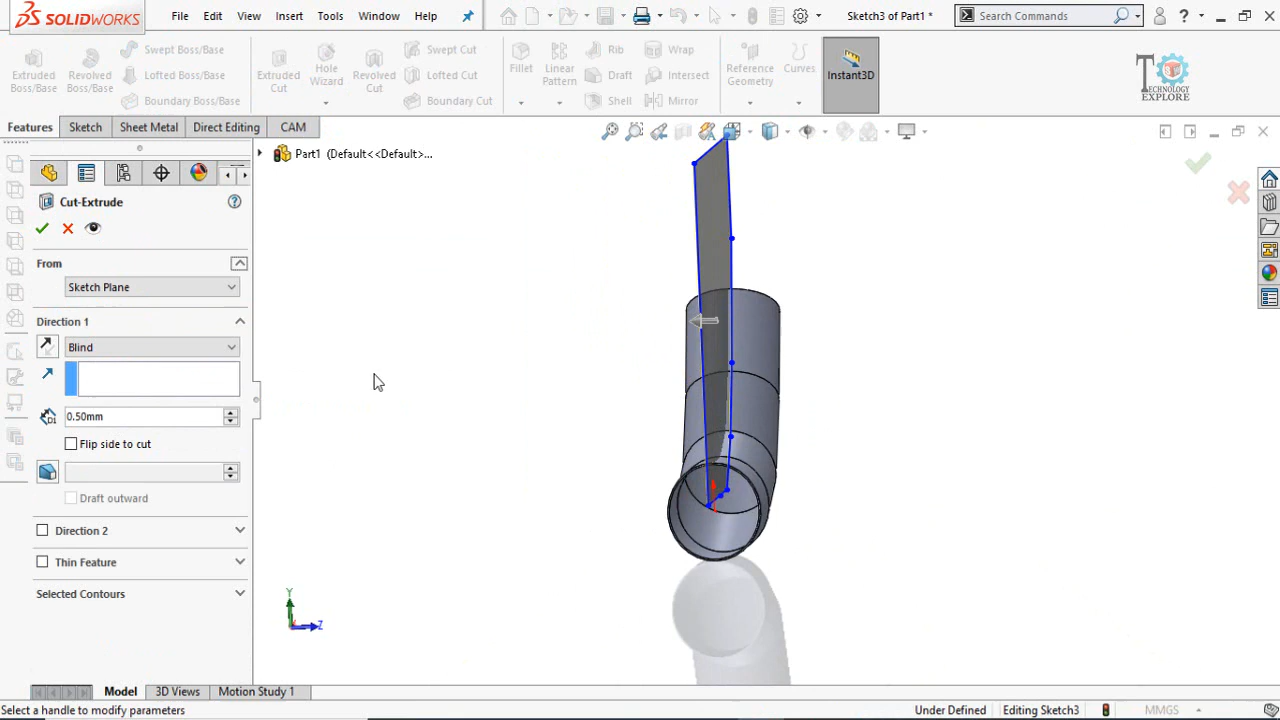 SOLIDWORKS
File Edit View Insert Tools Window Help
Sketch3 of Part1 *
Search Commands
?
Extruded Boss/Base
Revolved Boss/Base
Swept Boss/Base
Lofted Boss/Base
Boundary Boss/Base
Extruded Cut
Hole Wizard
Revolved Cut
Swept Cut
Lofted Cut
Boundary Cut
Fillet
Linear Pattern
Rib
Draft
Shell
Wrap
Intersect
Mirror
Reference Geometry
Curves
Instant3D
TECHNOLOGY EXPLORE
Features Sketch Sheet Metal Direct Editing CAM
Part1 (Default<<Default>...
Cut-Extrude
From
Sketch Plane
Direction 1
Blind
D1
0.50mm
Flip side to cut
Draft outward
Direction 2
Thin Feature
Selected Contours
Y
Z
Model 3D Views Motion Study 1
Select a handle to modify parameters
Under Defined
Editing Sketch3
MMGS